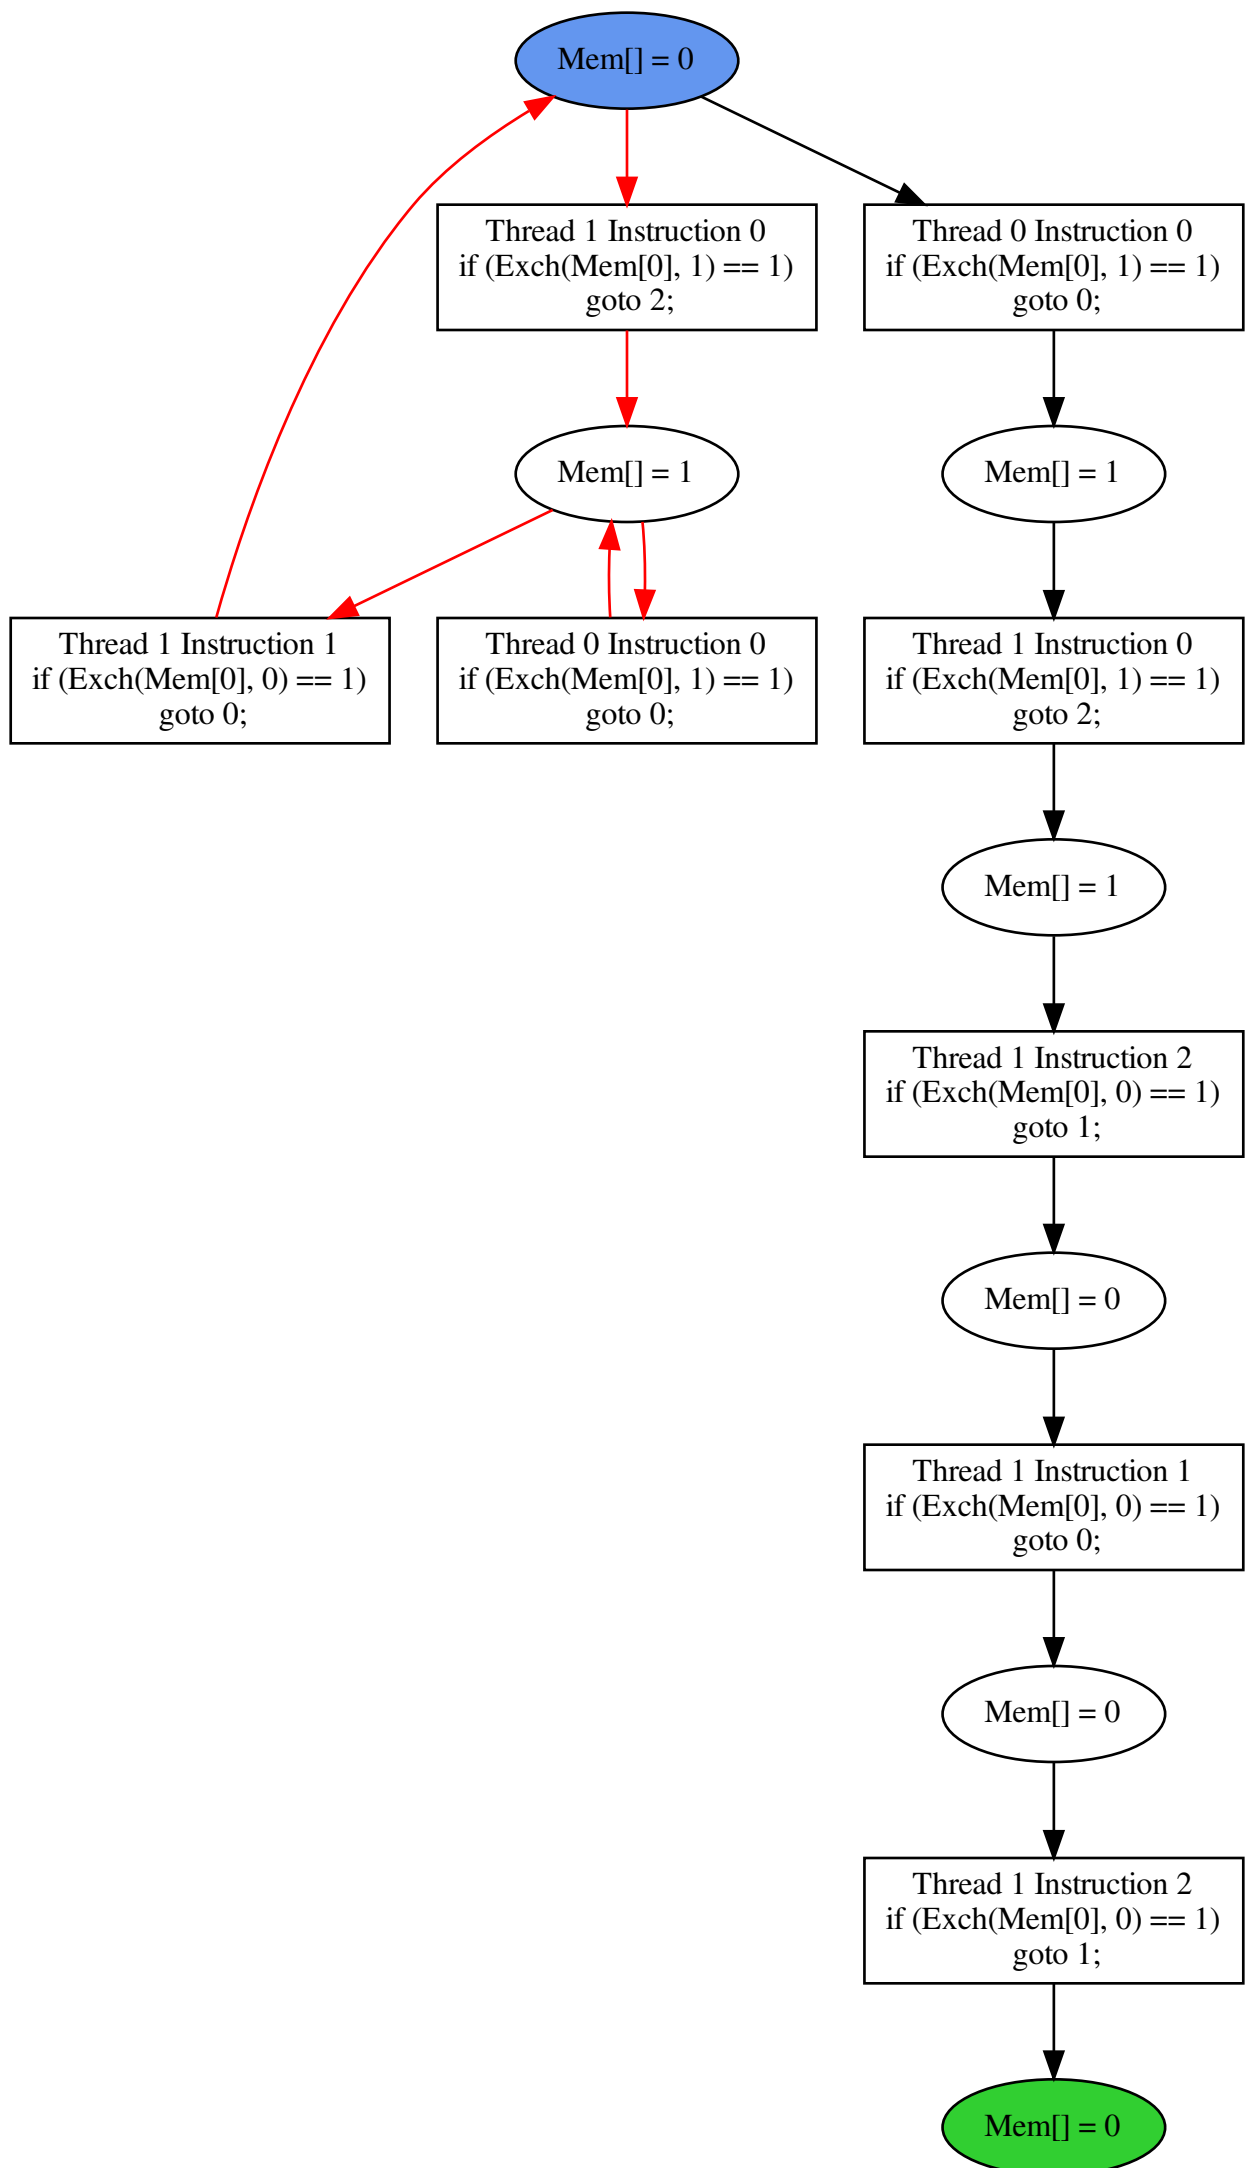 Mem[] = 0
Thread 1 Instruction 0
if (Exch(Mem[0], 1) == 1)
goto 2;
Thread 0 Instruction 0
if (Exch(Mem[0], 1) == 1)
goto 0;
Mem[] = 1
Mem[] = 1
Thread 1 Instruction 1
if (Exch(Mem[0], 0) == 1)
goto 0;
Thread 0 Instruction 0
if (Exch(Mem[0], 1) == 1)
goto 0;
Thread 1 Instruction 0
if (Exch(Mem[0], 1) == 1)
goto 2;
Mem[] = 1
Thread 1 Instruction 2
if (Exch(Mem[0], 0) == 1)
goto 1;
Mem[] = 0
Thread 1 Instruction 1
if (Exch(Mem[0], 0) == 1)
goto 0;
Mem[] = 0
Thread 1 Instruction 2
if (Exch(Mem[0], 0) == 1)
goto 1;
Mem[] = 0